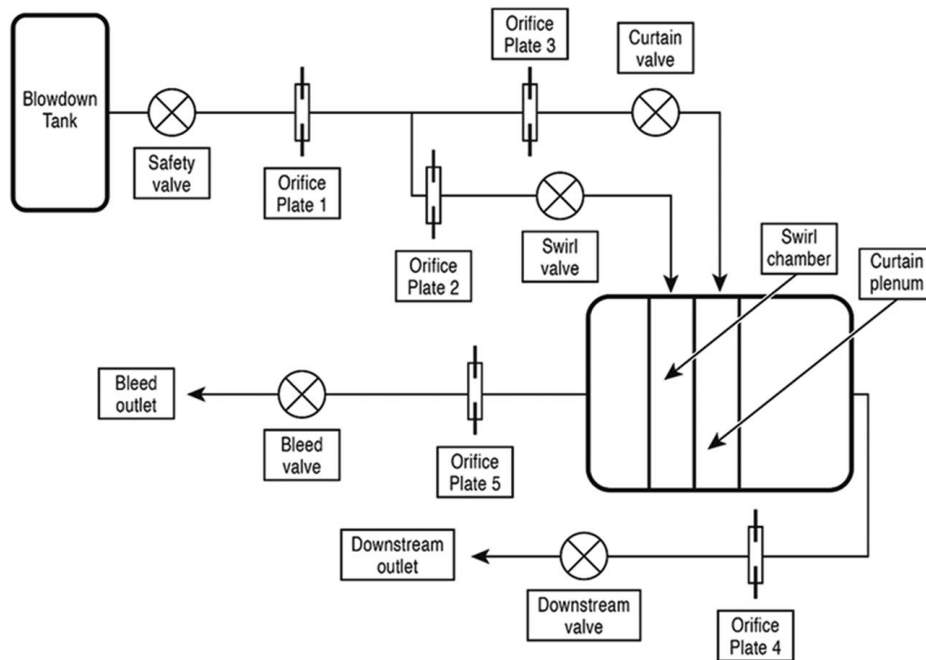 Orifice
Plate 3
Curtain
valve
Blowdown
Tank
Safety
valve
Orifice
Plate 1
Orifice
Plate 2
Swirl
valve
Swirl
chamber
Curtain
plenum
Bleed
outlet
Bleed
valve
Orifice
Plate 5
Downstream
outlet
Downstream
valve
Orifice
Plate 4